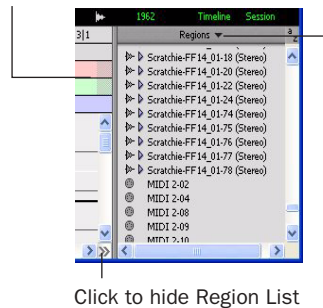 1962 Timeline Session
3|1 Regions a z
Scratchie-FF14_01-18 (Stereo)
Scratchie-FF14_01-20 (Stereo)
Scratchie-FF14_01-22 (Stereo)
Scratchie-FF14_01-24 (Stereo)
Scratchie-FF14_01-74 (Stereo)
Scratchie-FF14_01-75 (Stereo)
Scratchie-FF14_01-76 (Stereo)
Scratchie-FF14_01-77 (Stereo)
Scratchie-FF14_01-78 (Stereo)
MIDI 2-02
MIDI 2-04
MIDI 2-08
MIDI 2-09
MIDI 2-10
Click to hide Region List